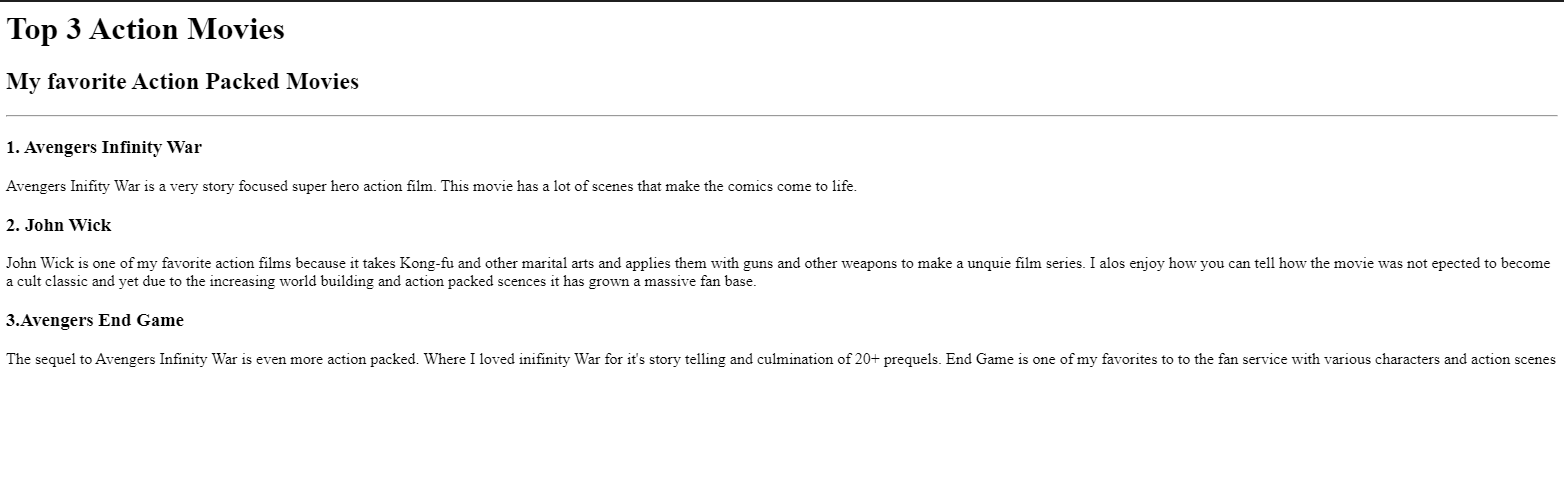 Top 3 Action Movies
My favorite Action Packed Movies
1. Avengers Infinity War
Avengers Inifity War is a very story focused super hero action film. This movie has a lot of scenes that make the comics come to life.
2. John Wick
John Wick is one of my favorite action films because it takes Kong-fu and other marital arts and applies them with guns and other weapons to make a unquie film series. I alos enjoy how you can tell how the movie was not epected to become
a cult classic and yet due to the increasing world building and action packed scences it has grown a massive fan base.
3.Avengers End Game
The sequel to Avengers Infinity War is even more action packed. Where I loved inifinity War for it's story telling and culmination of 20+ prequels. End Game is one of my favorites to to the fan service with various characters and action scenes